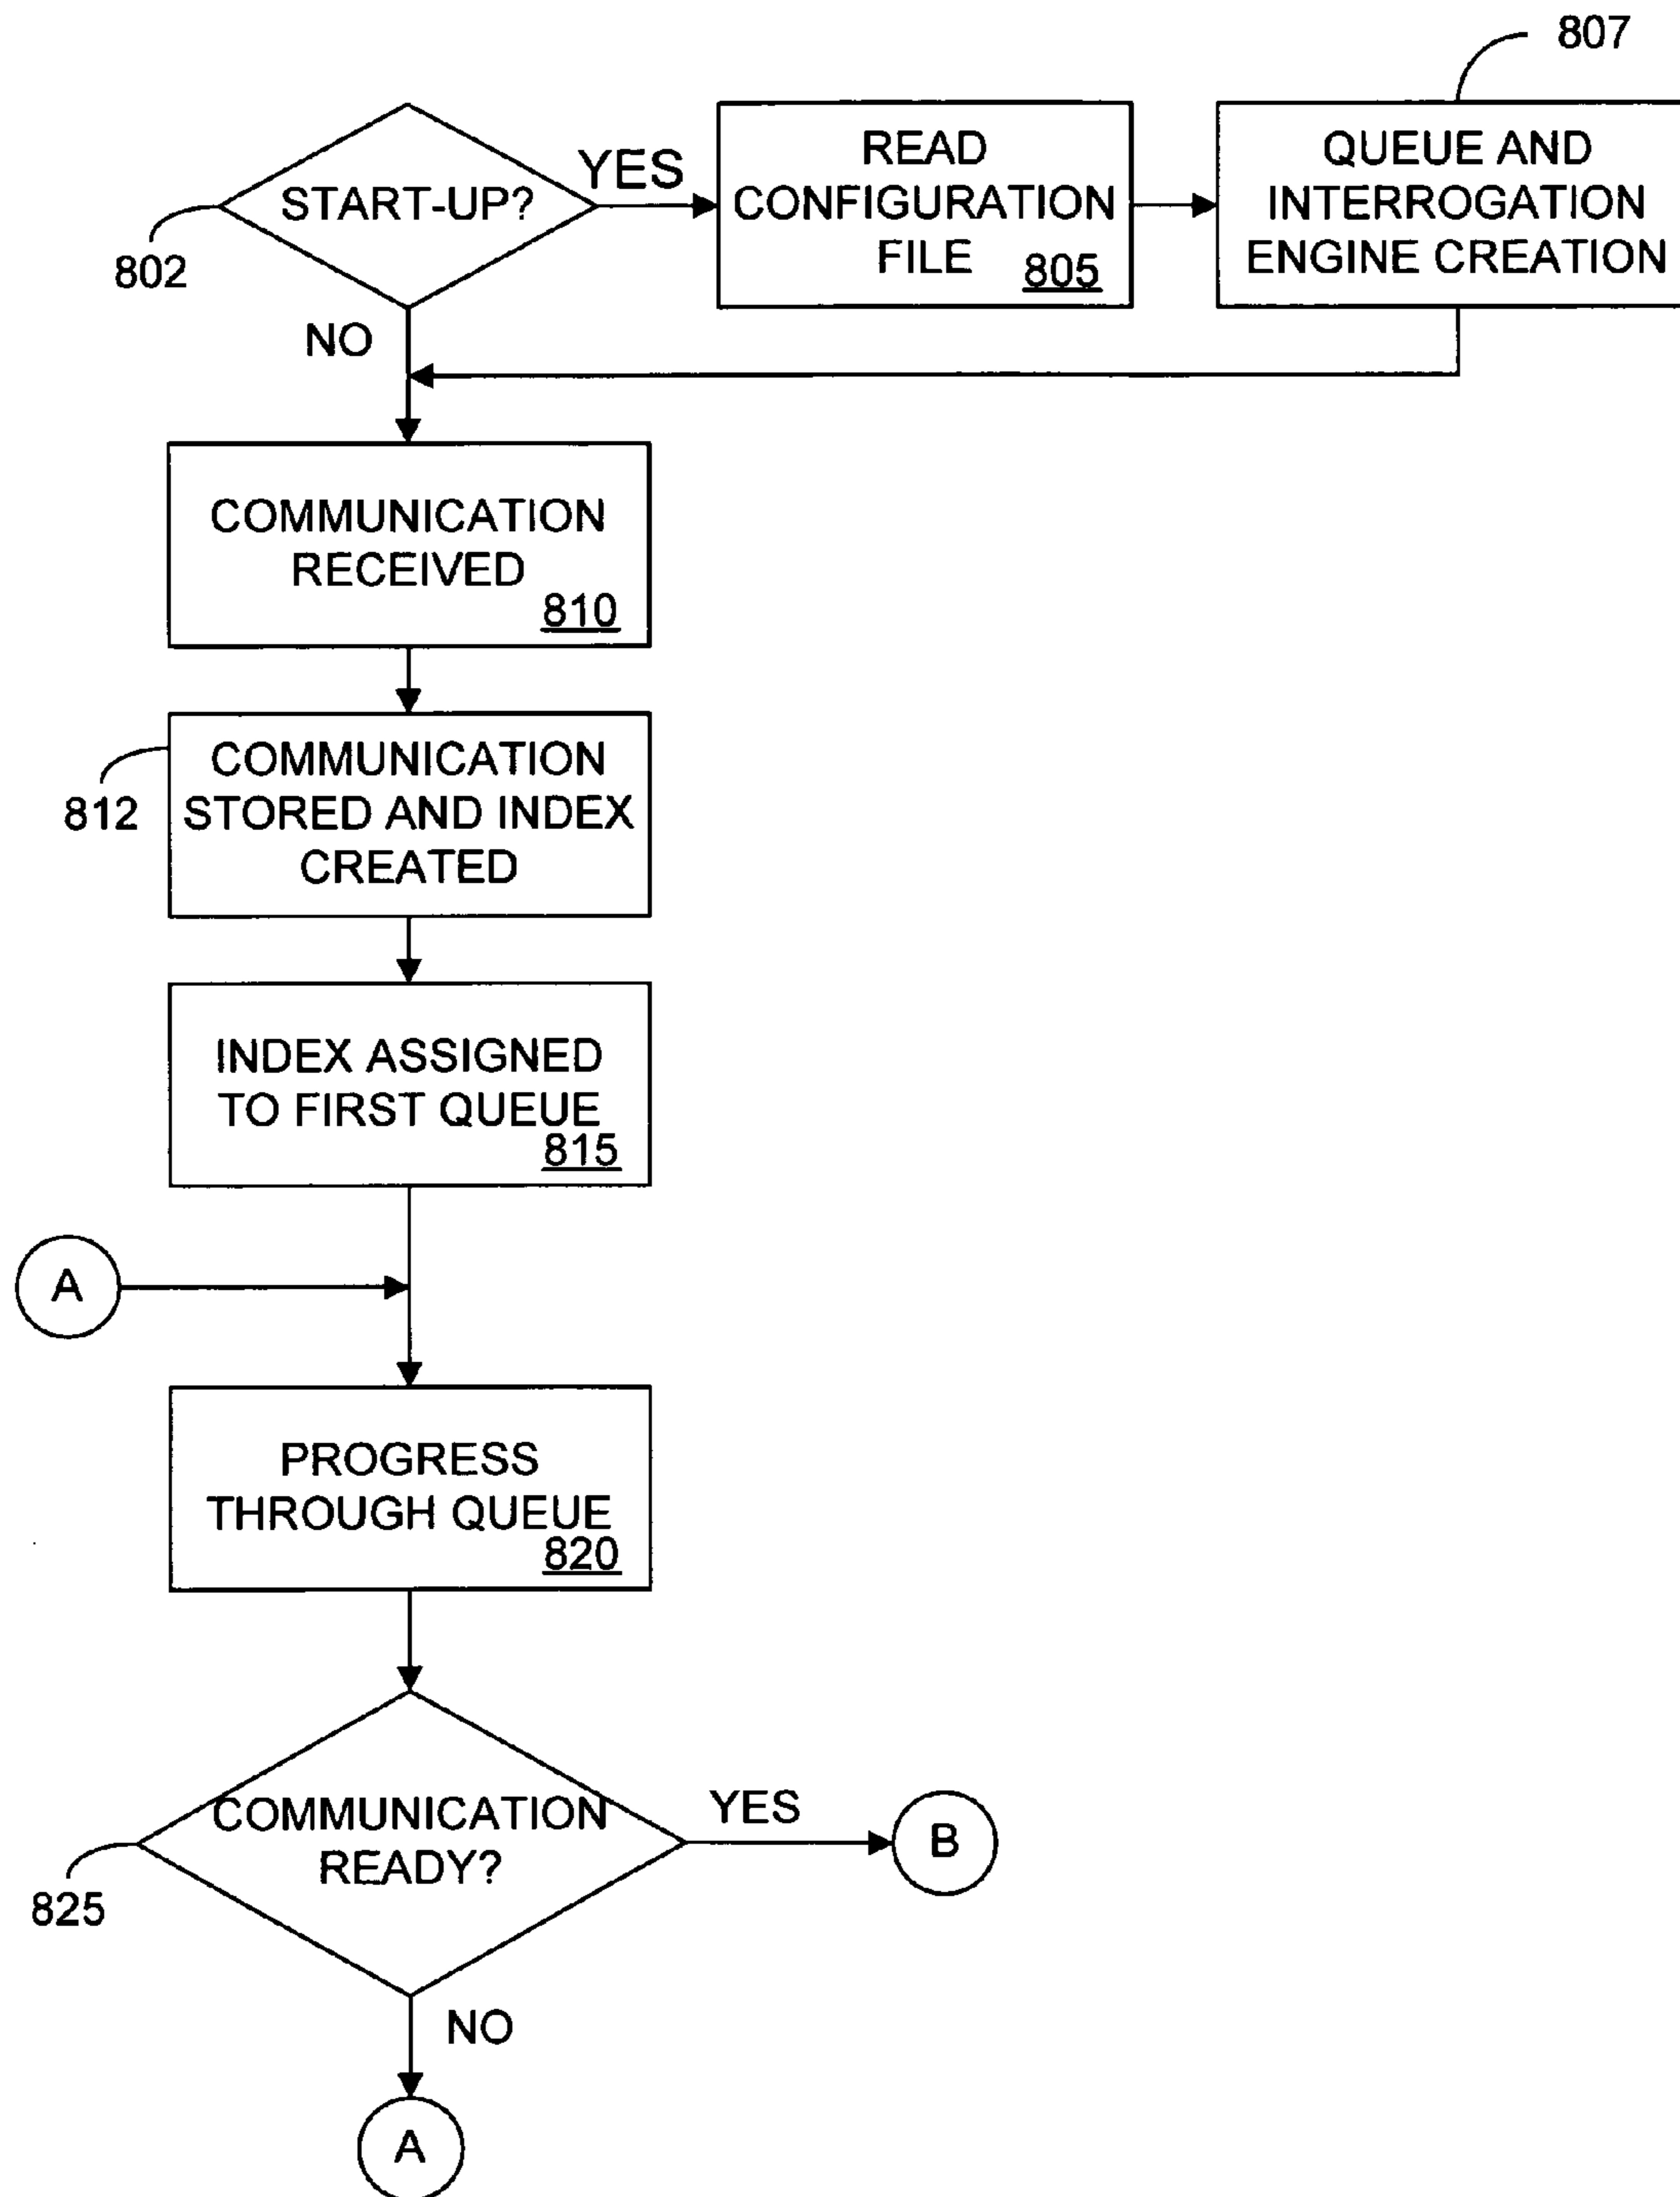 807
START-UP?
802
YES
READ
CONFIGURATION
FILE
805
QUEUE AND
INTERROGATION
ENGINE CREATION
NO
COMMUNICATION
RECEIVED
810
COMMUNICATION
STORED AND INDEX
CREATED
812
INDEX ASSIGNED
TO FIRST QUEUE
815
A
PROGRESS
THROUGH QUEUE
820
COMMUNICATION
READY?
825
YES
B
NO
A